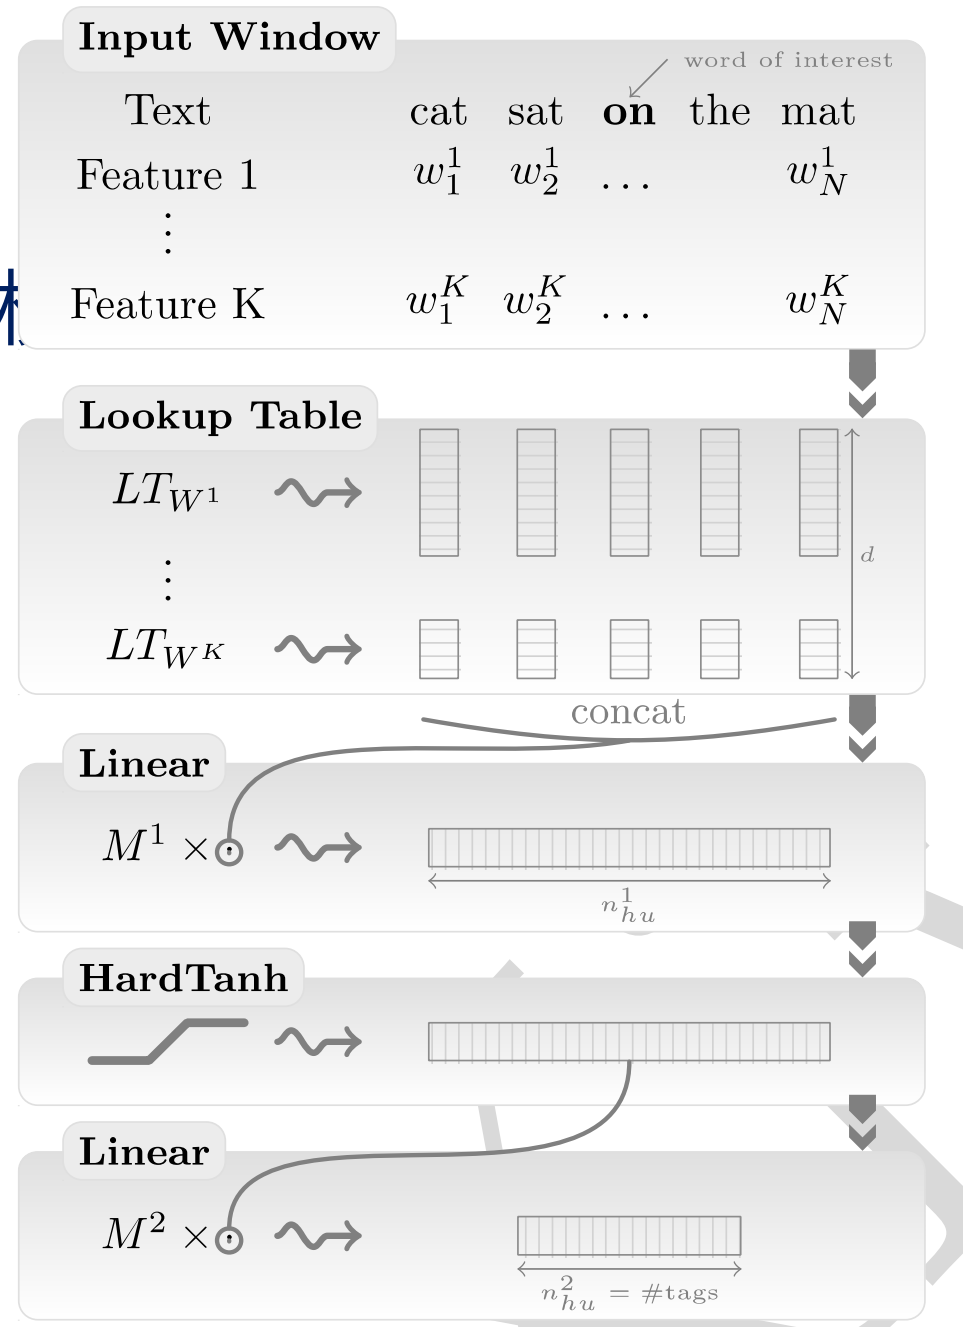 Input Window
word of interest
Text cat sat on the mat
Feature 1 w_1^1 w_2^1 ... w_N^1
⋮
Feature K w_1^K w_2^K ... w_N^K
Lookup Table
LT_{W^1}
d
⋮
LT_{W^K}
concat
Linear
M^1 ×
n_{hu}^1
HardTanh
Linear
M^2 ×
n_{hu}^2 = #tags